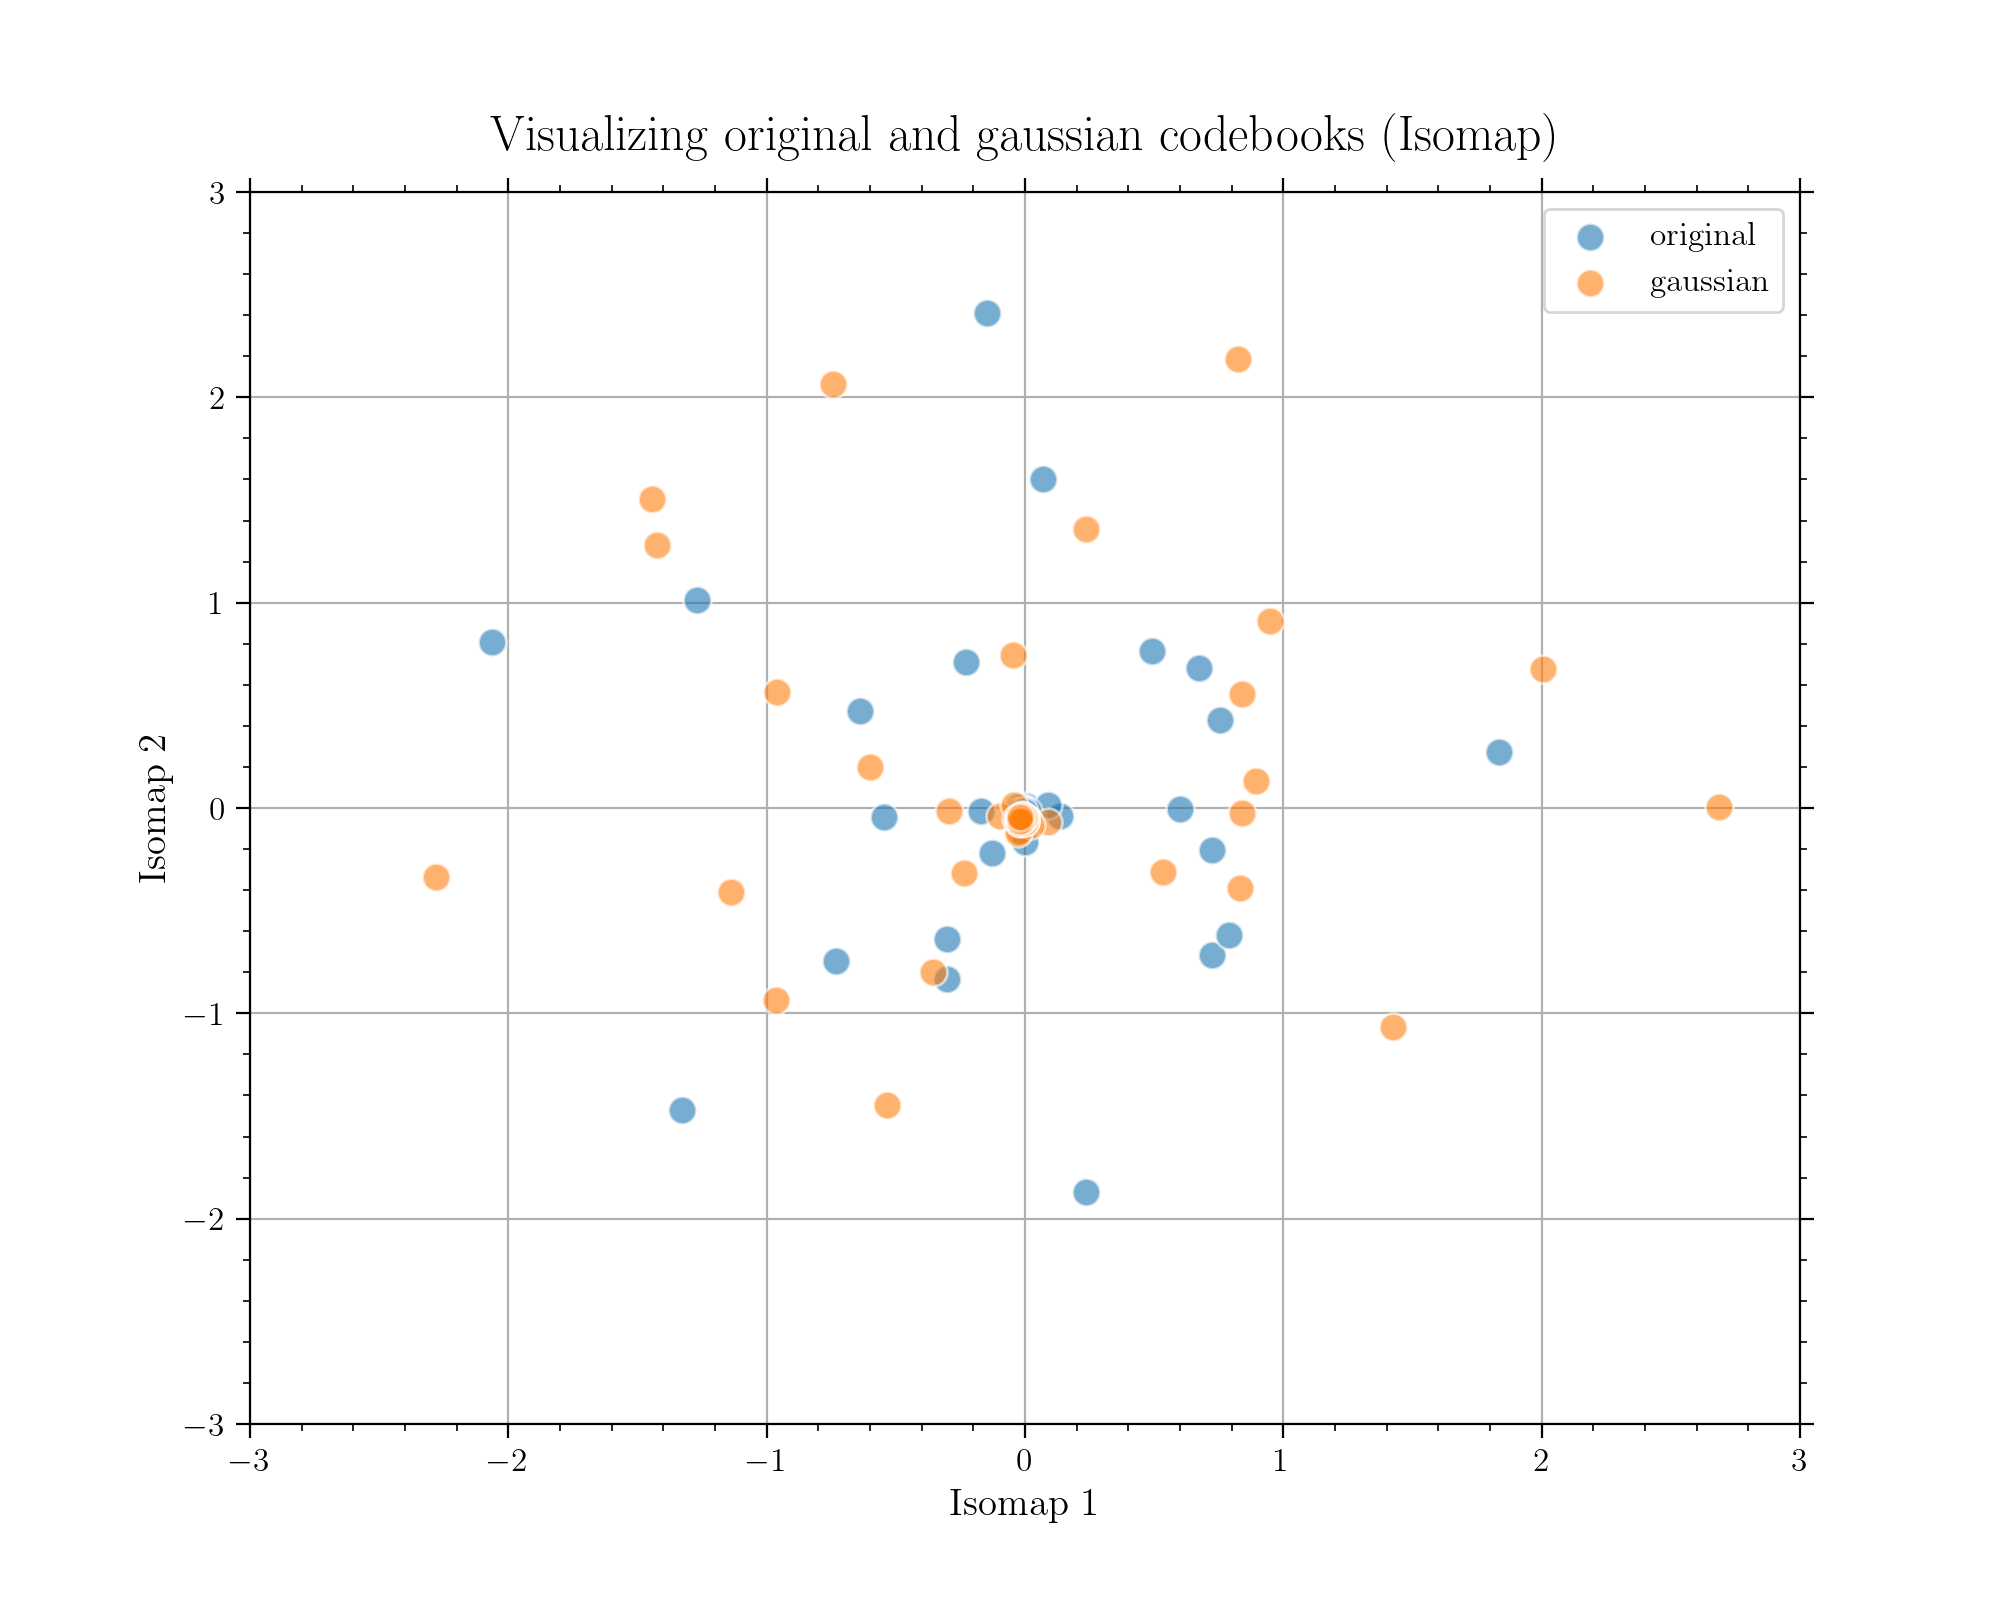 Visualizing original and gaussian codebooks (Isomap)
original
gaussian
3
2
1
0
−1
−2
−3
Isomap 2
−3 −2 −1 0 1 2 3
Isomap 1